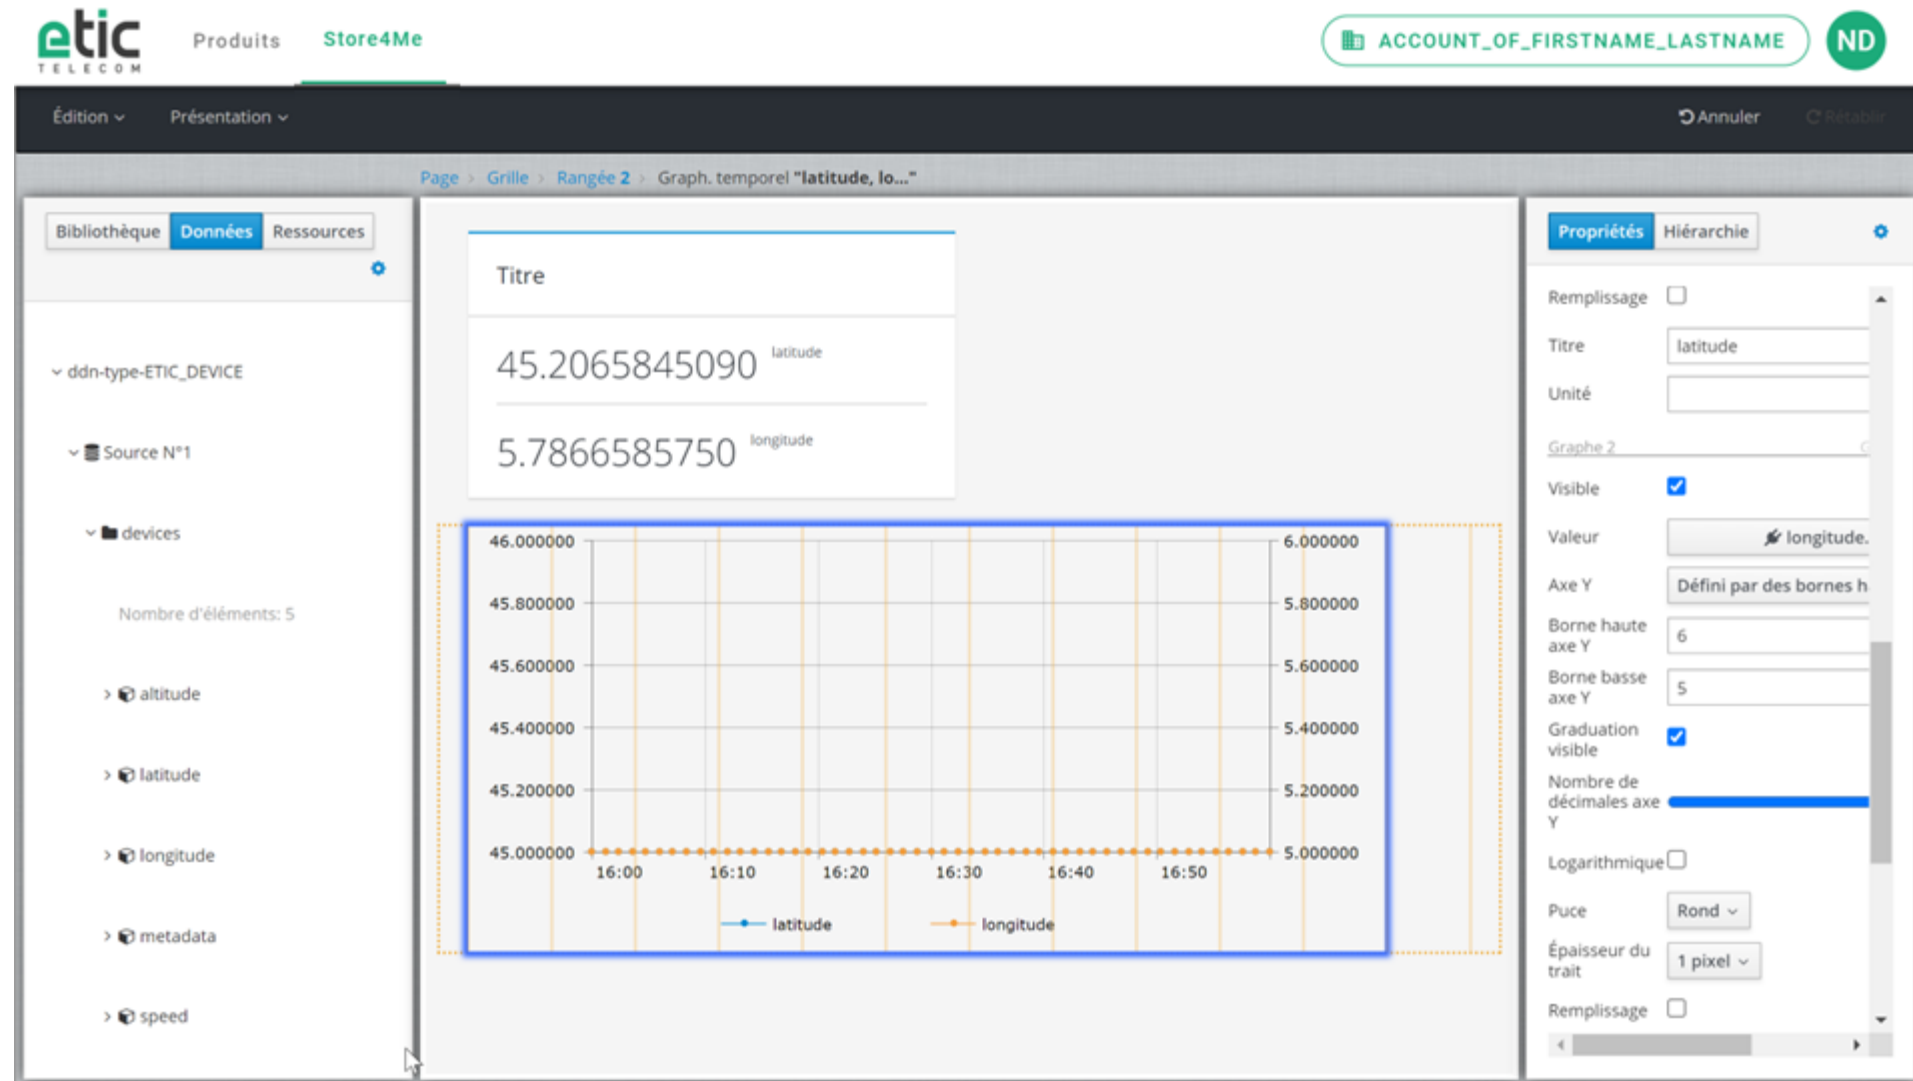 etic
TELECOM
Produits
Store4Me
ACCOUNT_OF_FIRSTNAME_LASTNAME
ND
Édition
Présentation
Annuler
Rétablir
Page > Grille > Rangée 2 > Graph. temporel "latitude, lo..."
Bibliothèque
Données
Ressources
ddn-type-ETIC_DEVICE
Source N°1
devices
Nombre d'éléments: 5
altitude
latitude
longitude
metadata
speed
Titre
45.2065845090 latitude
5.7866585750 longitude
46.000000
45.800000
45.600000
45.400000
45.200000
45.000000
6.000000
5.800000
5.600000
5.400000
5.200000
5.000000
16:00 16:10 16:20 16:30 16:40 16:50
latitude longitude
Propriétés
Hiérarchie
Remplissage
Titre latitude
Unité
Graphe 2
Visible
Valeur longitude.
Axe Y Défini par des bornes h
Borne haute
axe Y
6
Borne basse
axe Y
5
Graduation
visible
Nombre de
décimales axe
Y
Logarithmique
Puce Rond
Épaisseur du
trait
1 pixel
Remplissage